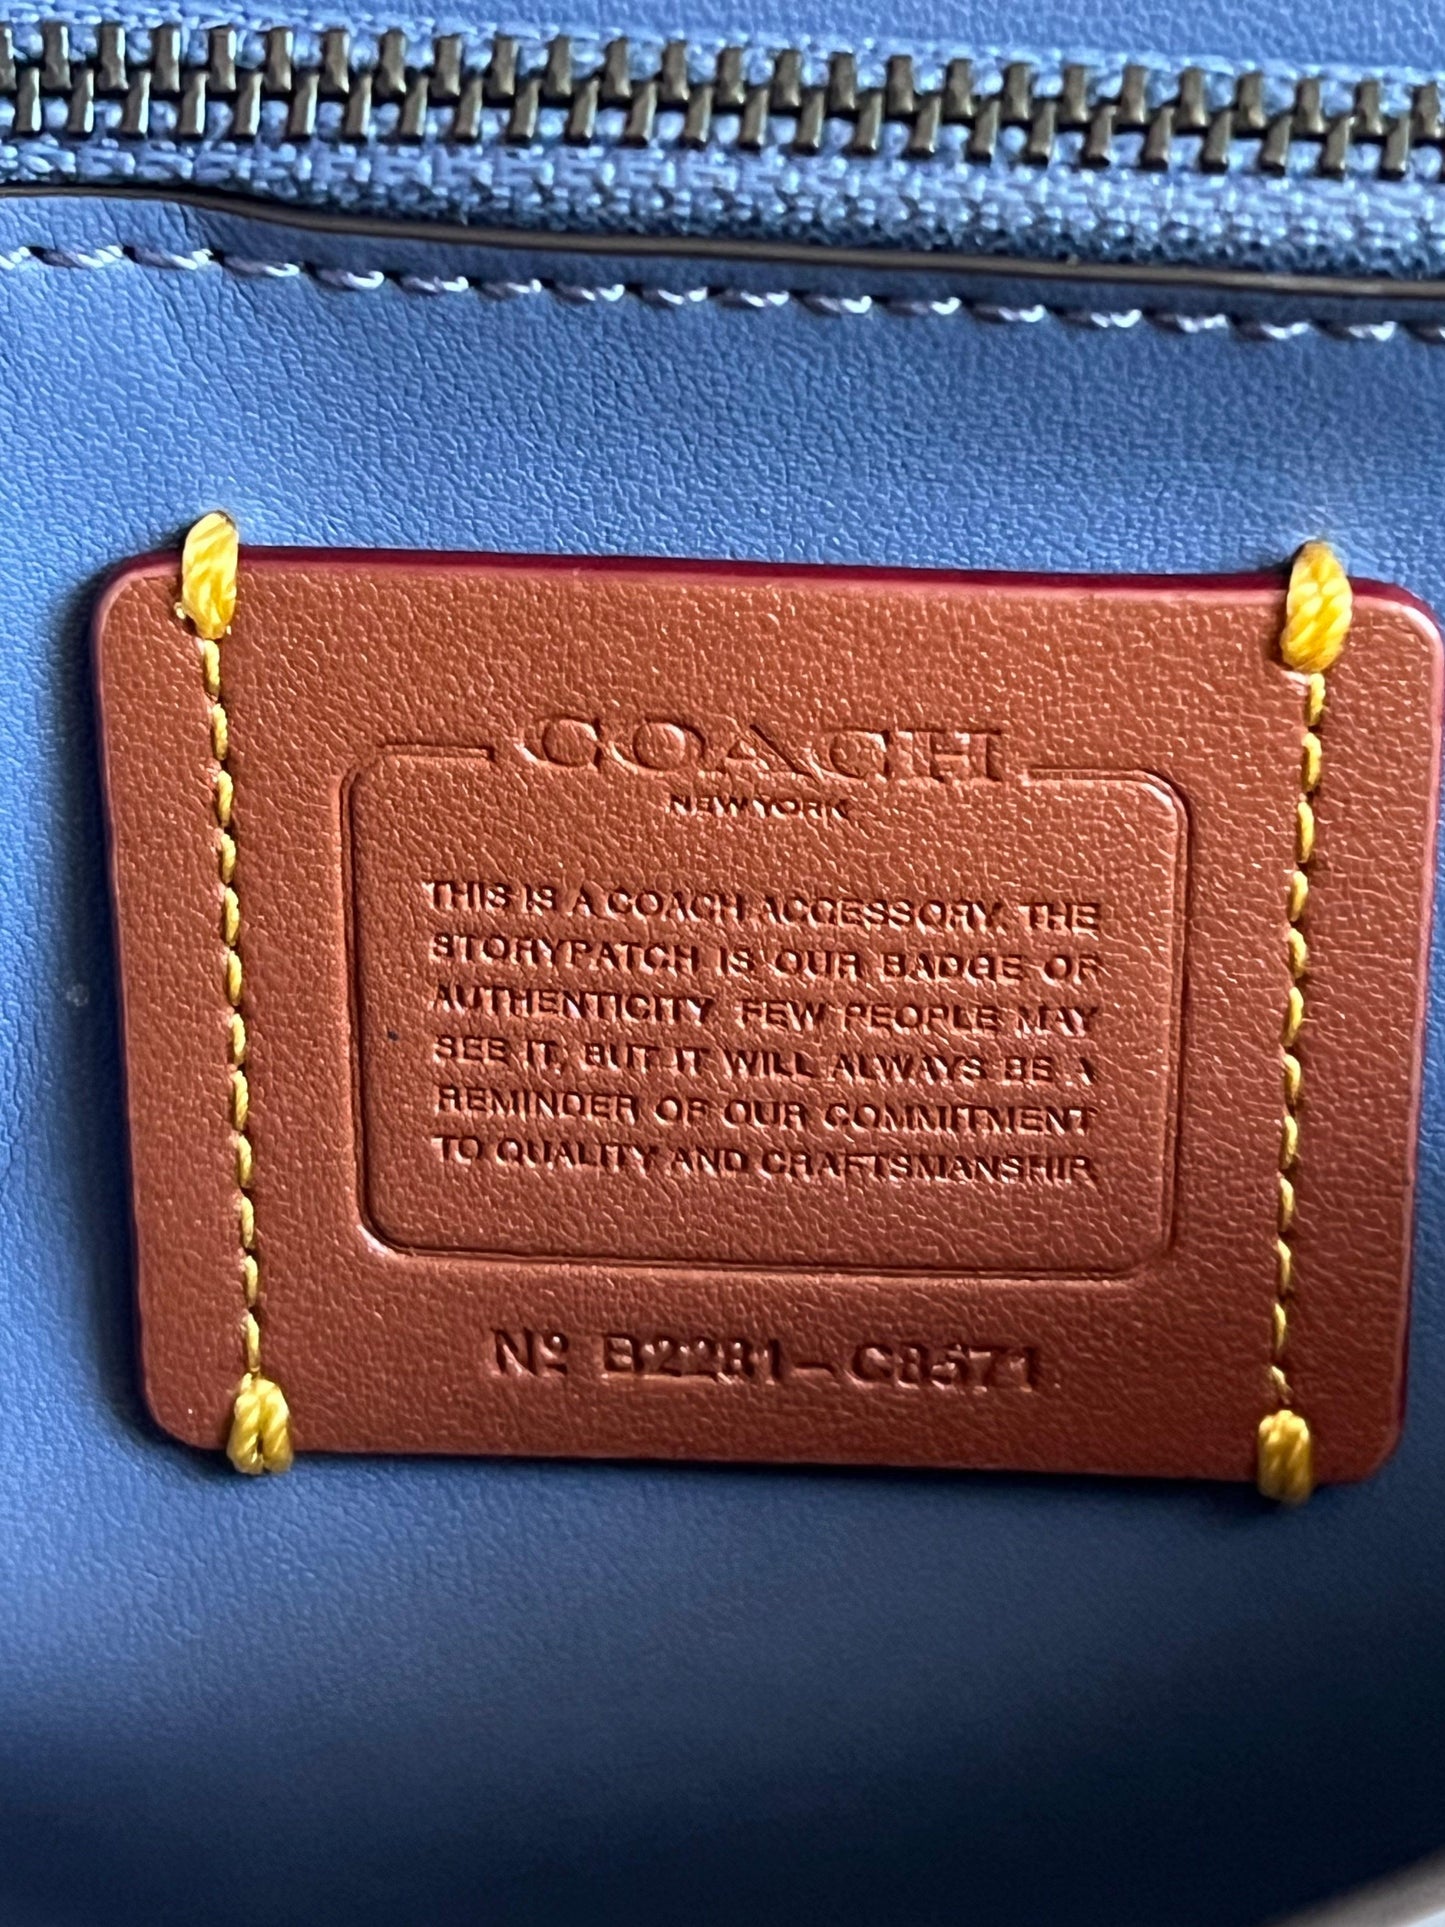 COACH
NEW YORK
THIS IS A COACH ACCESSORY. THE
STORYPATCH IS OUR BADGE OF
AUTHENTICITY. FEW PEOPLE MAY
SEE IT, BUT IT WILL ALWAYS BE A
REMINDER OF OUR COMMITMENT
TO QUALITY AND CRAFTSMANSHIP.
Nº B2281-C8571